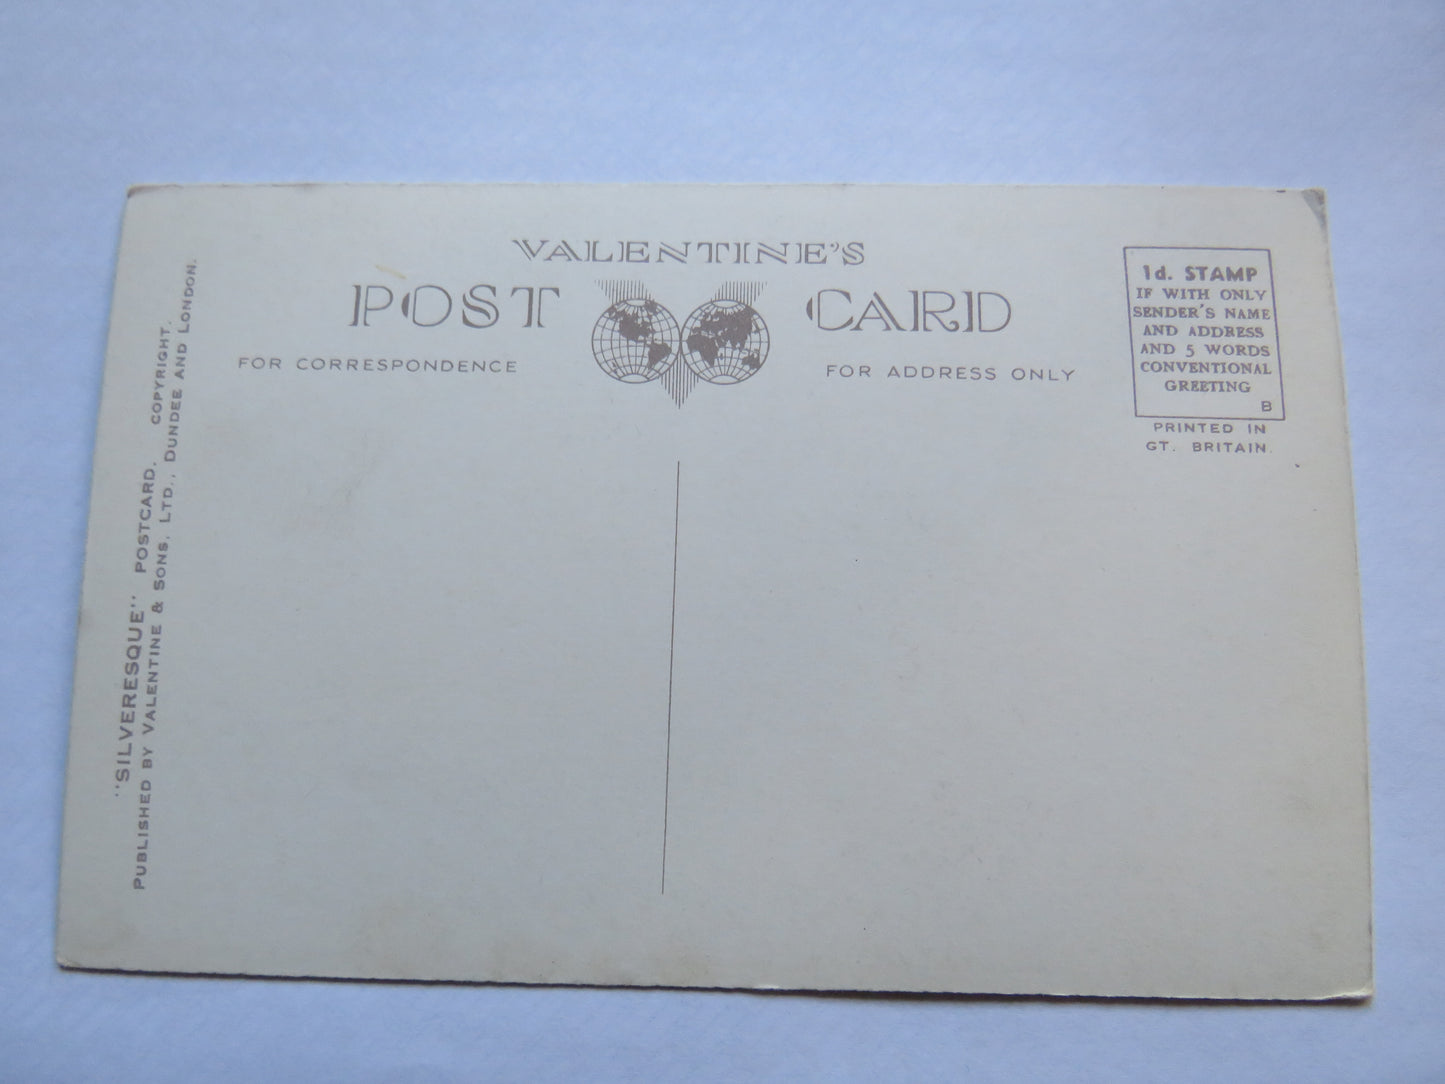 VALENTINE'S
POST CARD
FOR CORRESPONDENCE
FOR ADDRESS ONLY
1d. STAMP
IF WITH ONLY
SENDER'S NAME
AND ADDRESS
AND 5 WORDS
CONVENTIONAL
GREETING
B
PRINTED IN
GT. BRITAIN.
"SILVERESQUE" POSTCARD. COPYRIGHT.
PUBLISHED BY VALENTINE & SONS, LTD., DUNDEE AND LONDON.